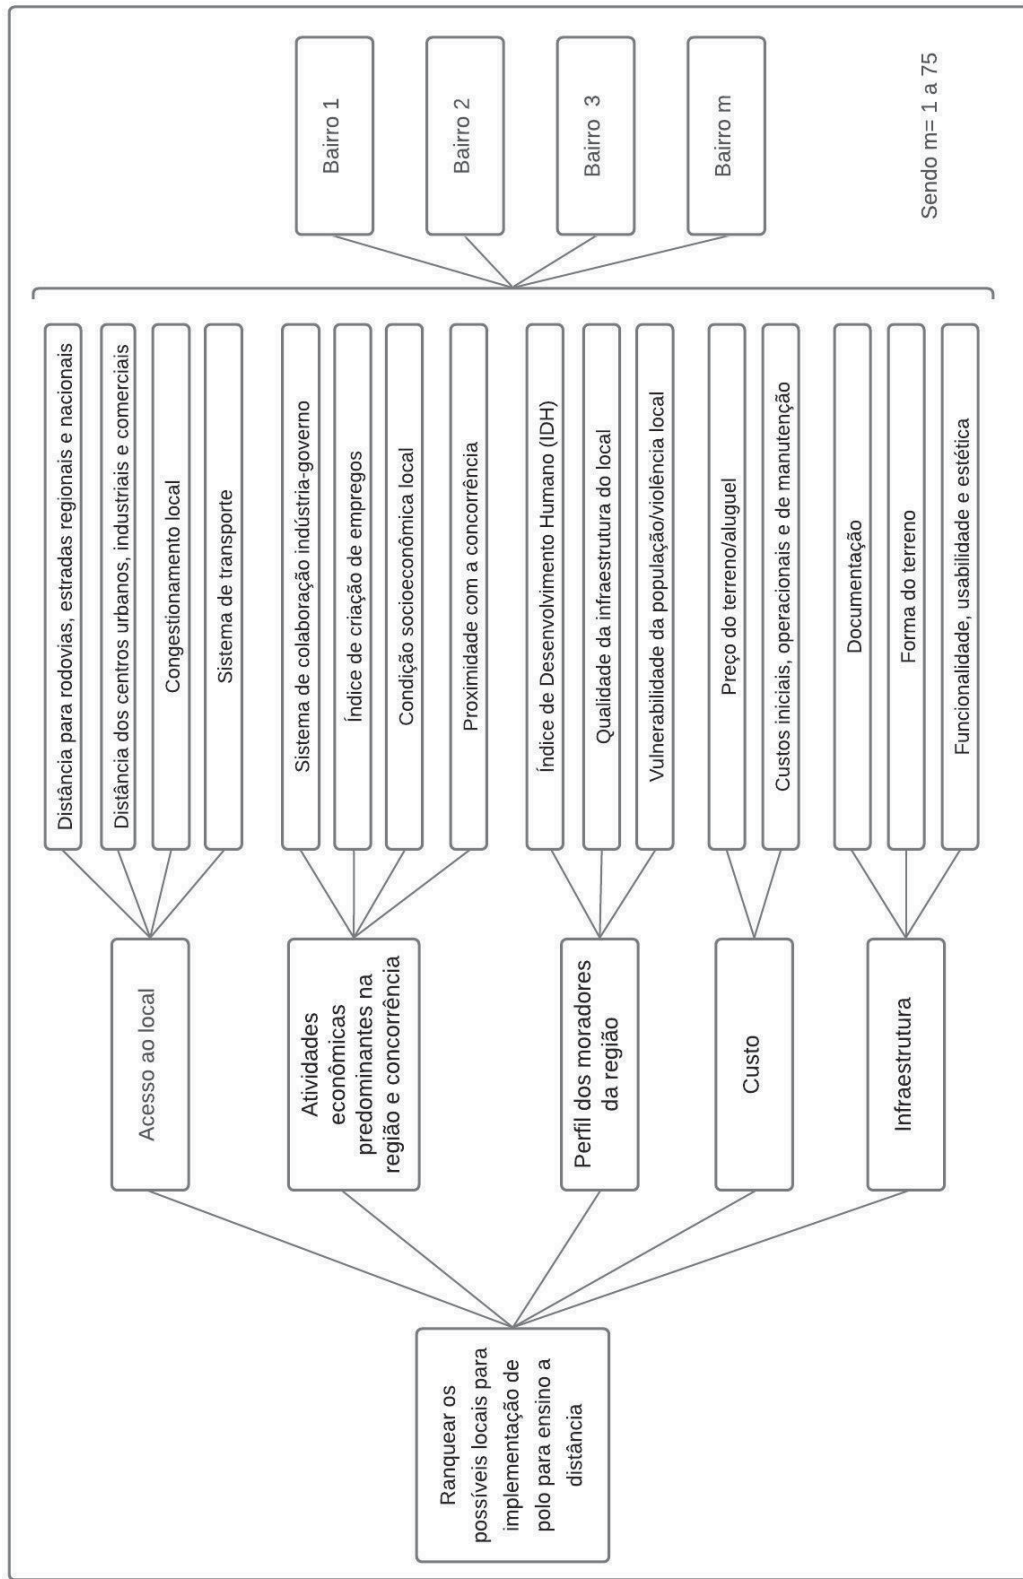 Ranquear os
possíveis locais para
implementação de
polo para ensino a
distância
Acesso ao local
Atividades
econômicas
predominantes na
região e concorrência
Perfil dos moradores
da região
Custo
Infraestrutura
Distância para rodovias, estradas regionais e nacionais
Distância dos centros urbanos, industriais e comerciais
Congestionamento local
Sistema de transporte
Sistema de colaboração indústria-governo
Índice de criação de empregos
Condição socioeconômica local
Proximidade com a concorrência
Índice de Desenvolvimento Humano (IDH)
Qualidade da infraestrutura do local
Vulnerabilidade da população/violência local
Preço do terreno/aluguel
Custos iniciais, operacionais e de manutenção
Documentação
Forma do terreno
Funcionalidade, usabilidade e estética
Bairro 1
Bairro 2
Bairro 3
Bairro m
Sendo m= 1 a 75